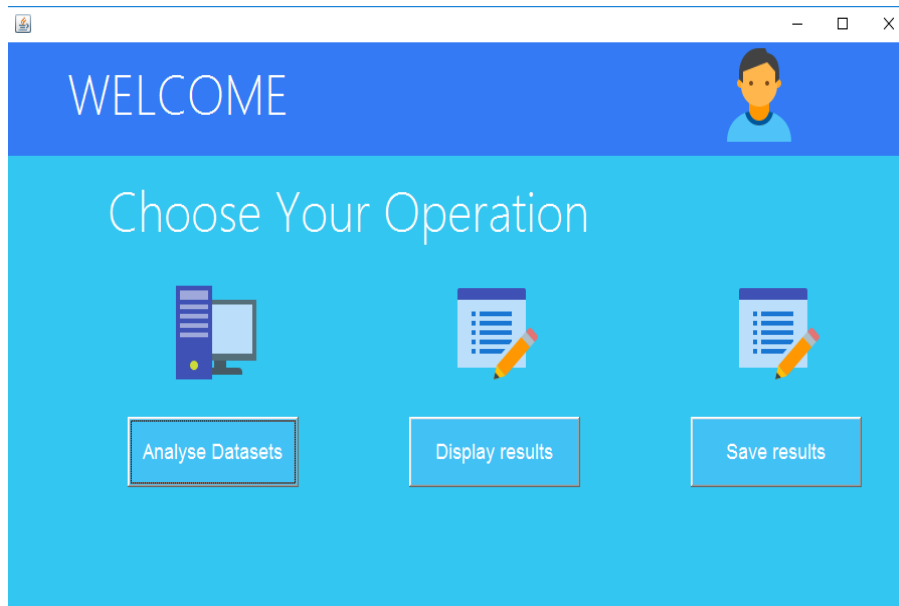 WELCOME
Choose Your Operation
Analyse Datasets
Display results
Save results